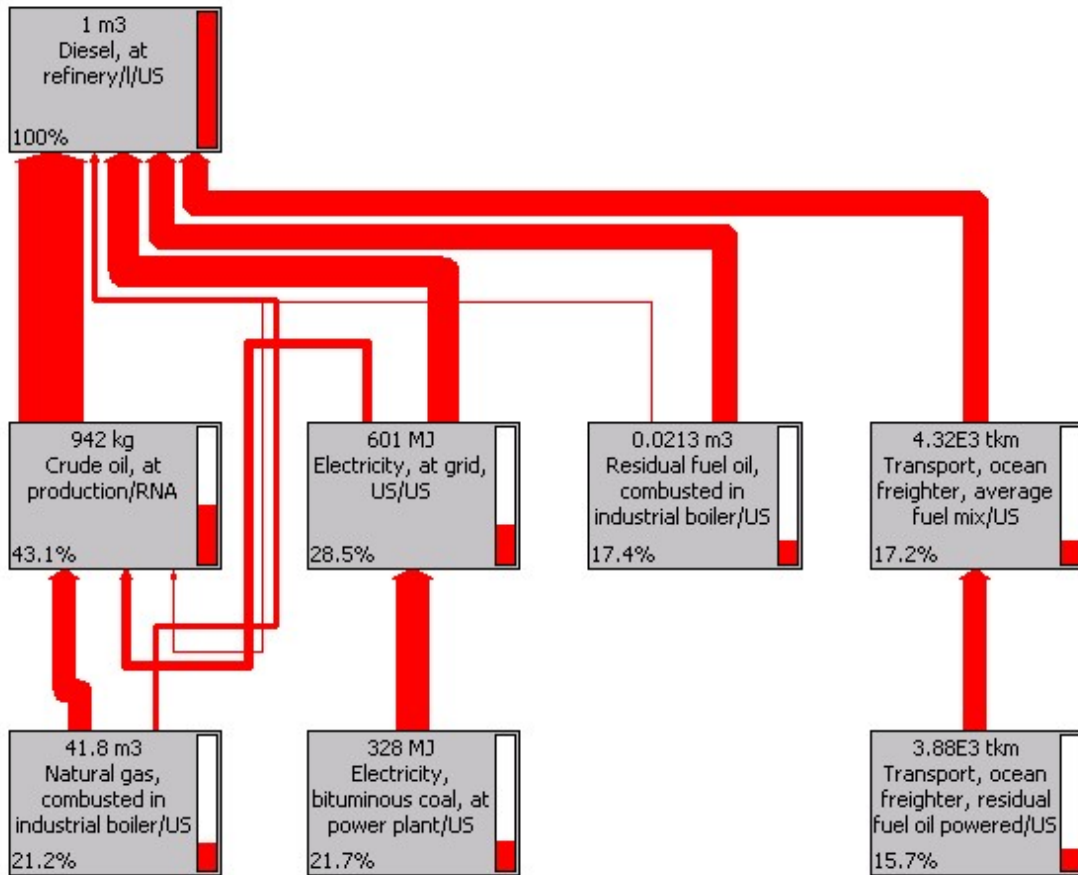 1 m3
Diesel, at
refinery/l/US
100%
942 kg
Crude oil, at
production/RNA
43.1%
601 MJ
Electricity, at grid,
US/US
28.5%
0.0213 m3
Residual fuel oil,
combusted in
industrial boiler/US
17.4%
4.32E3 tkm
Transport, ocean
freighter, average
fuel mix/US
17.2%
41.8 m3
Natural gas,
combusted in
industrial boiler/US
21.2%
328 MJ
Electricity,
bituminous coal, at
power plant/US
21.7%
3.88E3 tkm
Transport, ocean
freighter, residual
fuel oil powered/US
15.7%